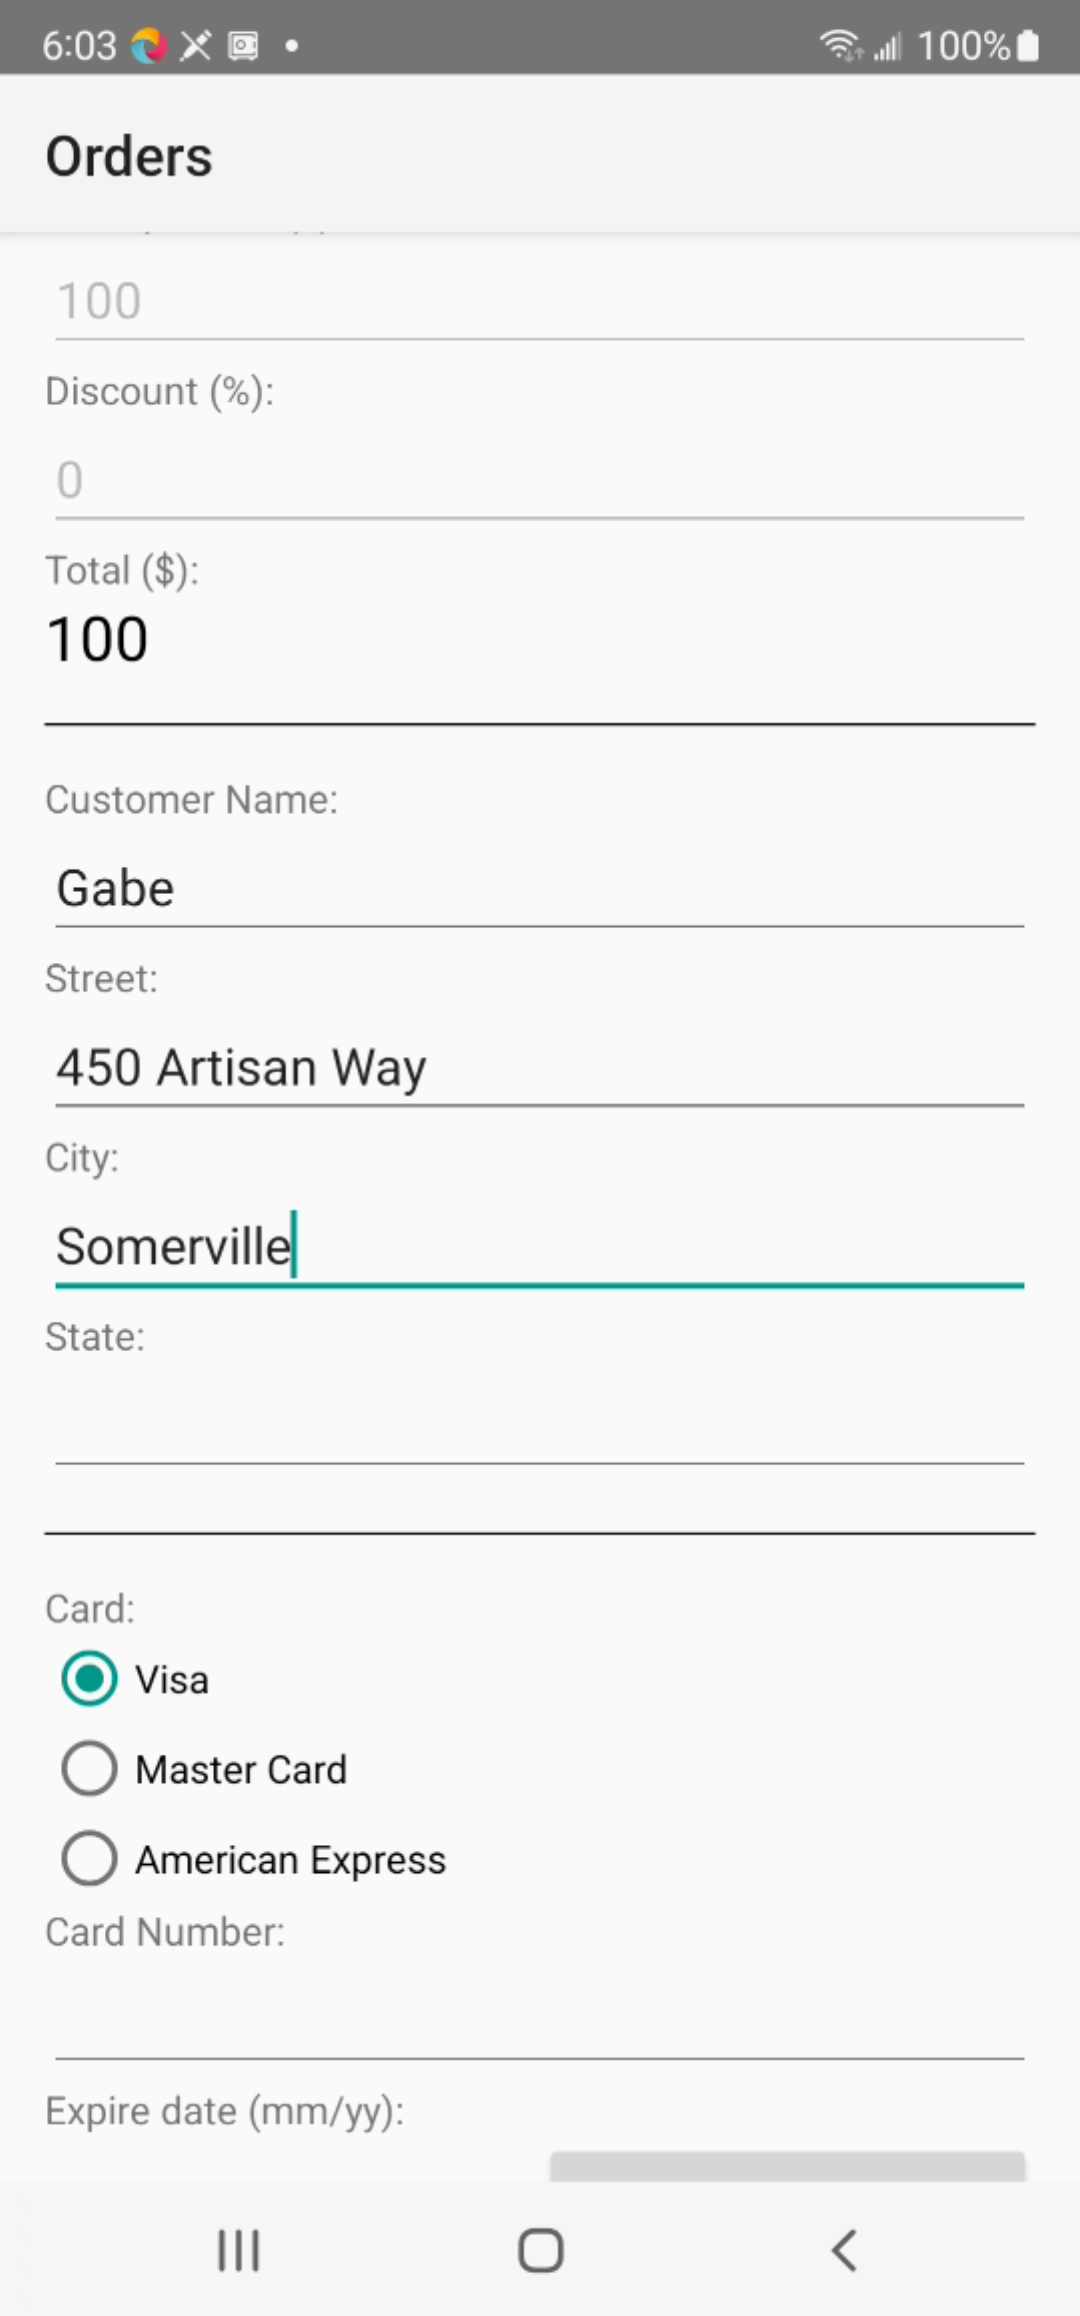 6:03 100%
Orders
100
Discount (%):
0
Total ($):
100
Customer Name:
Gabe
Street:
450 Artisan Way
City:
Somerville
State:
Card:
Visa
Master Card
American Express
Card Number:
Expire date (mm/yy):